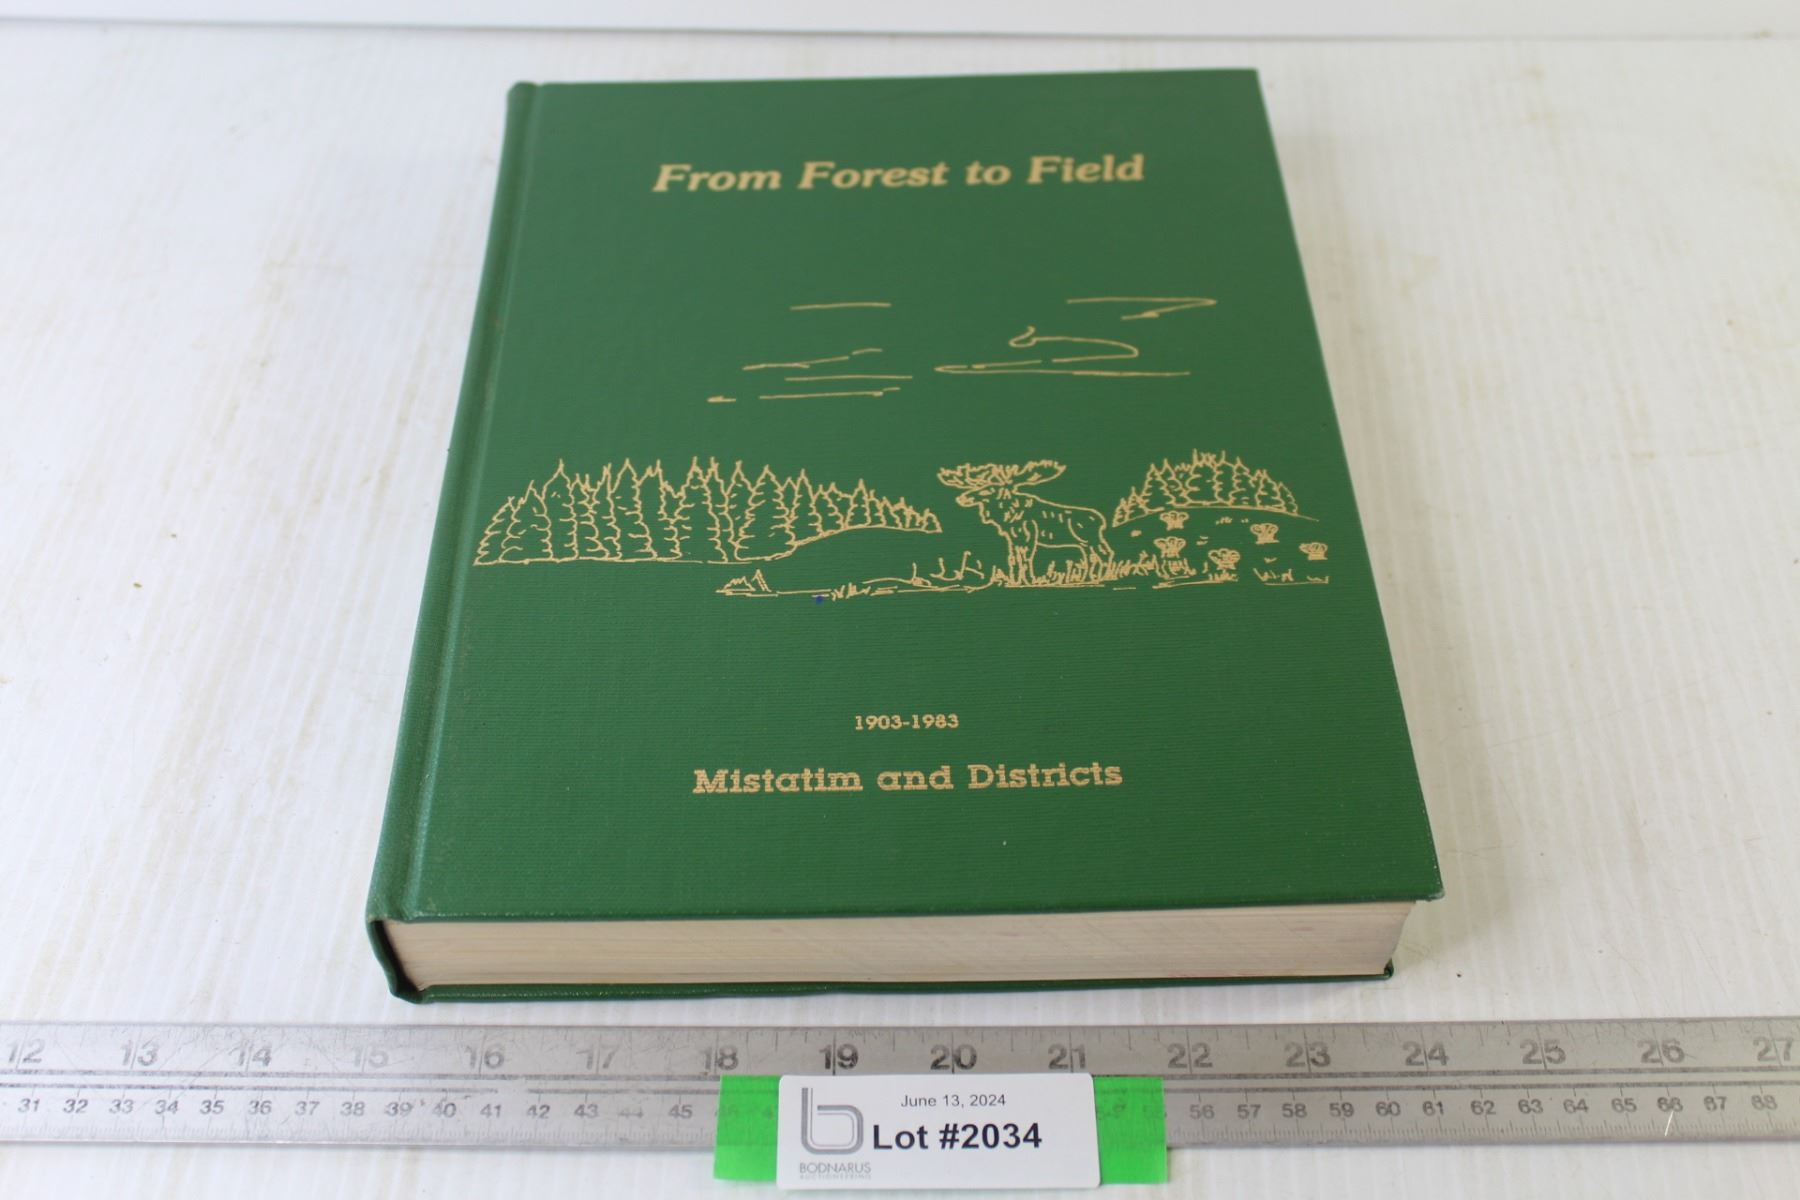 From Forest to Field
1903-1983
Mistatim and Districts
12 13 14 15 16 17 18 19 20 21 22 23 24 25 26 27
31 32 33 34 35 36 37 38 39 40 41 42 43 44 45 56 57 58 59 60 61 62 63 64 65 66 67 68
June 13, 2024
Lot #2034
BODNARUS
AUCTIONEERING